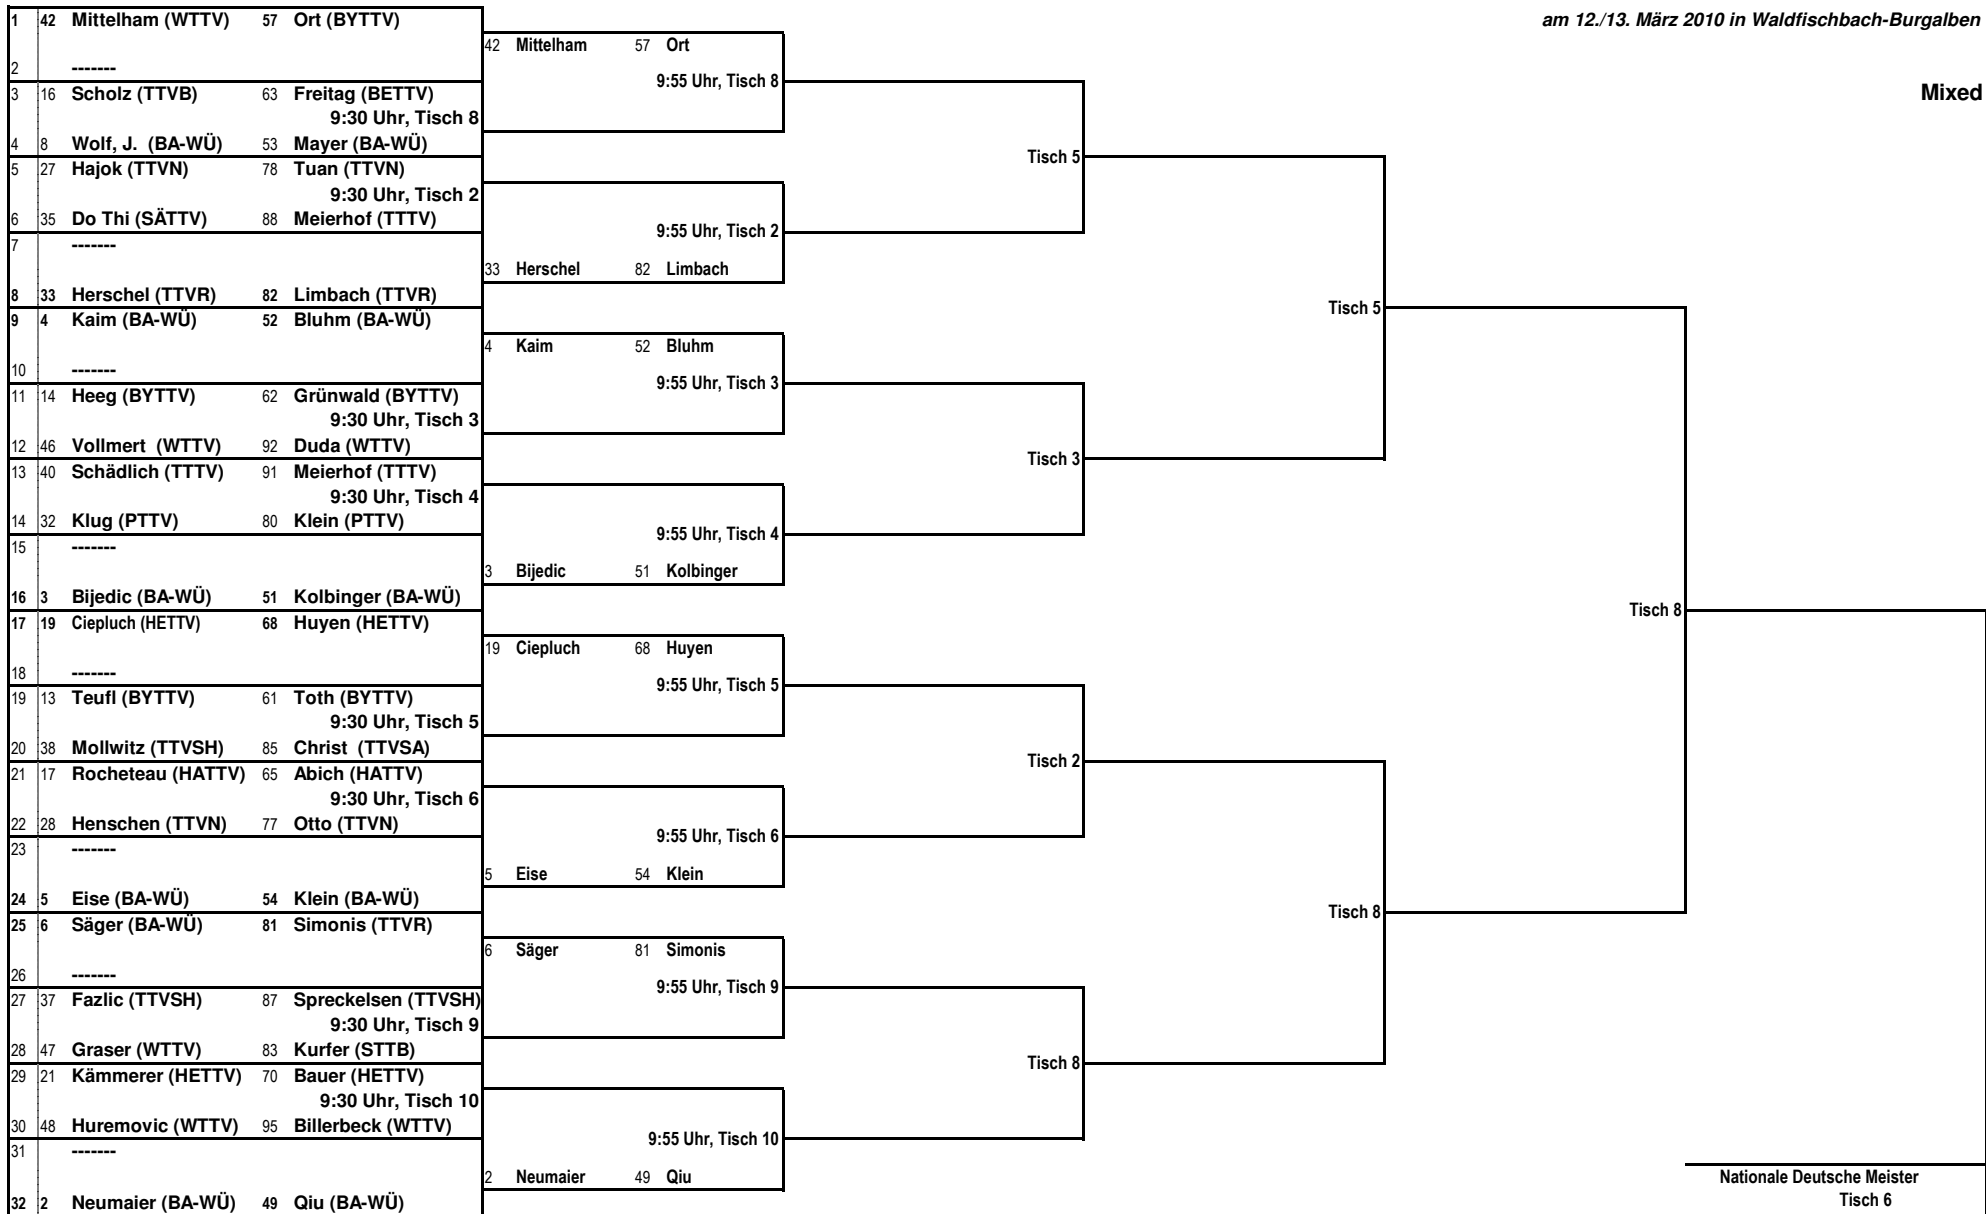 am 12./13. März 2010 in Waldfischbach-Burgalben
Mixed
1 42 Mittelham (WTTV) 57 Ort (BYTTV)
42 Mittelham 57 Ort
2 -------
9:55 Uhr, Tisch 8
3 16 Scholz (TTVB) 63 Freitag (BETTV)
9:30 Uhr, Tisch 8
4 8 Wolf, J. (BA-WÜ) 53 Mayer (BA-WÜ)
Tisch 5
5 27 Hajok (TTVN) 78 Tuan (TTVN)
9:30 Uhr, Tisch 2
6 35 Do Thi (SÄTTV) 88 Meierhof (TTTV)
9:55 Uhr, Tisch 2
7 -------
33 Herschel 82 Limbach
8 33 Herschel (TTVR) 82 Limbach (TTVR)
Tisch 5
9 4 Kaim (BA-WÜ) 52 Bluhm (BA-WÜ)
4 Kaim 52 Bluhm
10 -------
9:55 Uhr, Tisch 3
11 14 Heeg (BYTTV) 62 Grünwald (BYTTV)
9:30 Uhr, Tisch 3
12 46 Vollmert (WTTV) 92 Duda (WTTV)
Tisch 3
13 40 Schädlich (TTTV) 91 Meierhof (TTTV)
9:30 Uhr, Tisch 4
14 32 Klug (PTTV) 80 Klein (PTTV)
9:55 Uhr, Tisch 4
15 -------
3 Bijedic 51 Kolbinger
16 3 Bijedic (BA-WÜ) 51 Kolbinger (BA-WÜ)
Tisch 8
17 19 Ciepluch (HETTV) 68 Huyen (HETTV)
19 Ciepluch 68 Huyen
18 -------
9:55 Uhr, Tisch 5
19 13 Teufl (BYTTV) 61 Toth (BYTTV)
9:30 Uhr, Tisch 5
20 38 Mollwitz (TTVSH) 85 Christ (TTVSA)
Tisch 2
21 17 Rocheteau (HATTV) 65 Abich (HATTV)
9:30 Uhr, Tisch 6
22 28 Henschen (TTVN) 77 Otto (TTVN)
9:55 Uhr, Tisch 6
23 -------
5 Eise 54 Klein
24 5 Eise (BA-WÜ) 54 Klein (BA-WÜ)
Tisch 8
25 6 Säger (BA-WÜ) 81 Simonis (TTVR)
6 Säger 81 Simonis
26 -------
9:55 Uhr, Tisch 9
27 37 Fazlic (TTVSH) 87 Spreckelsen (TTVSH)
9:30 Uhr, Tisch 9
28 47 Graser (WTTV) 83 Kurfer (STTB)
Tisch 8
29 21 Kämmerer (HETTV) 70 Bauer (HETTV)
9:30 Uhr, Tisch 10
30 48 Huremovic (WTTV) 95 Billerbeck (WTTV)
9:55 Uhr, Tisch 10
31 -------
2 Neumaier 49 Qiu
Nationale Deutsche Meister
32 2 Neumaier (BA-WÜ) 49 Qiu (BA-WÜ)
Tisch 6